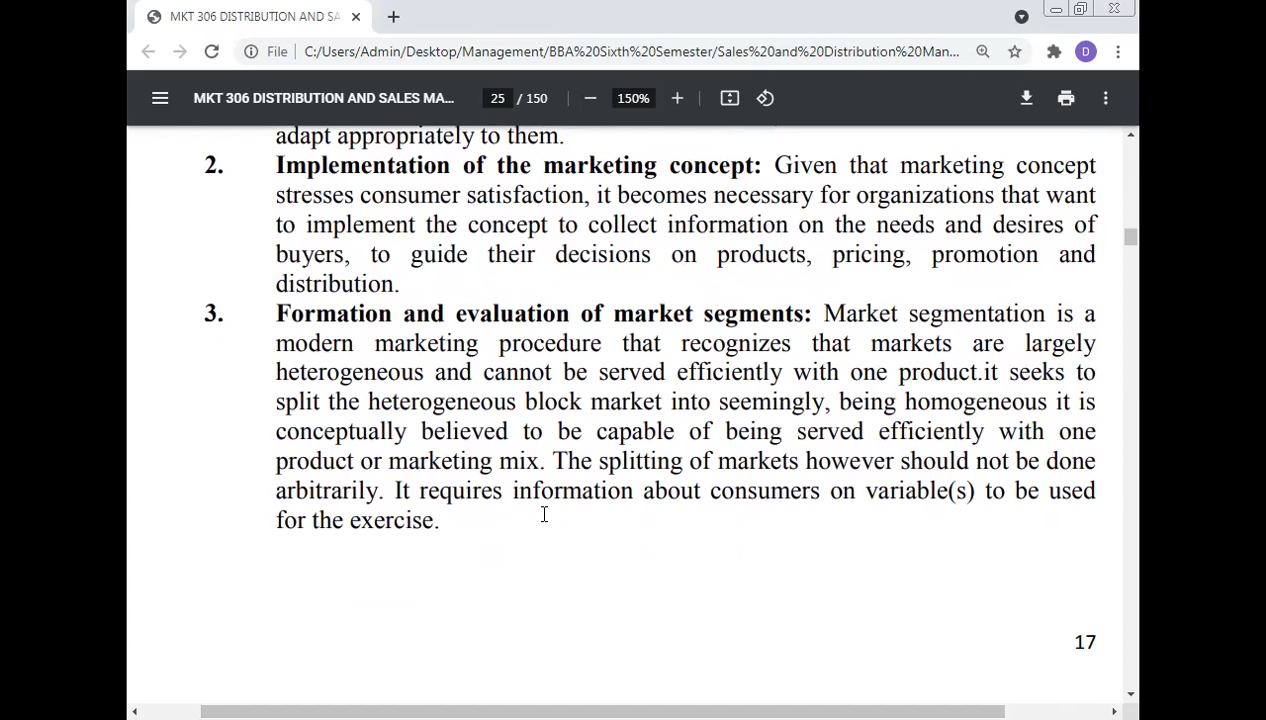 MKT 306 DISTRIBUTION AND SA
File C:/Users/Admin/Desktop/Management/BBA%20Sixth%20Semester/Sales%20and%20Distribution%20Man... D
MKT 306 DISTRIBUTION AND SALES MA... 25 / 150 150%
adapt appropriately to them.
2. Implementation of the marketing concept: Given that marketing concept
stresses consumer satisfaction, it becomes necessary for organizations that want
to implement the concept to collect information on the needs and desires of
buyers, to guide their decisions on products, pricing, promotion and
distribution.
3. Formation and evaluation of market segments: Market segmentation is a
modern marketing procedure that recognizes that markets are largely
heterogeneous and cannot be served efficiently with one product.it seeks to
split the heterogeneous block market into seemingly, being homogeneous it is
conceptually believed to be capable of being served efficiently with one
product or marketing mix. The splitting of markets however should not be done
arbitrarily. It requires information about consumers on variable(s) to be used
for the exercise.
17